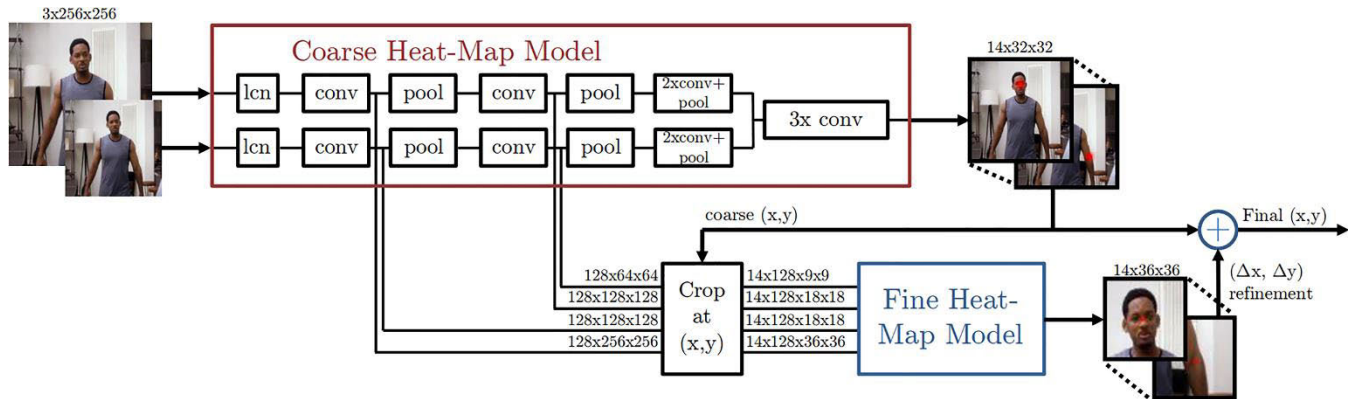 3x256x256
Coarse Heat-Map Model
lcn conv pool conv pool 2xconv+
pool
lcn conv pool conv pool 2xconv+
pool
3x conv
14x32x32
coarse (x,y)
Final (x,y)
128x64x64
128x128x128
128x128x128
128x256x256
Crop
at
(x,y)
14x128x9x9
14x128x18x18
14x128x18x18
14x128x36x36
Fine Heat-
Map Model
14x36x36
(Δx, Δy)
refinement